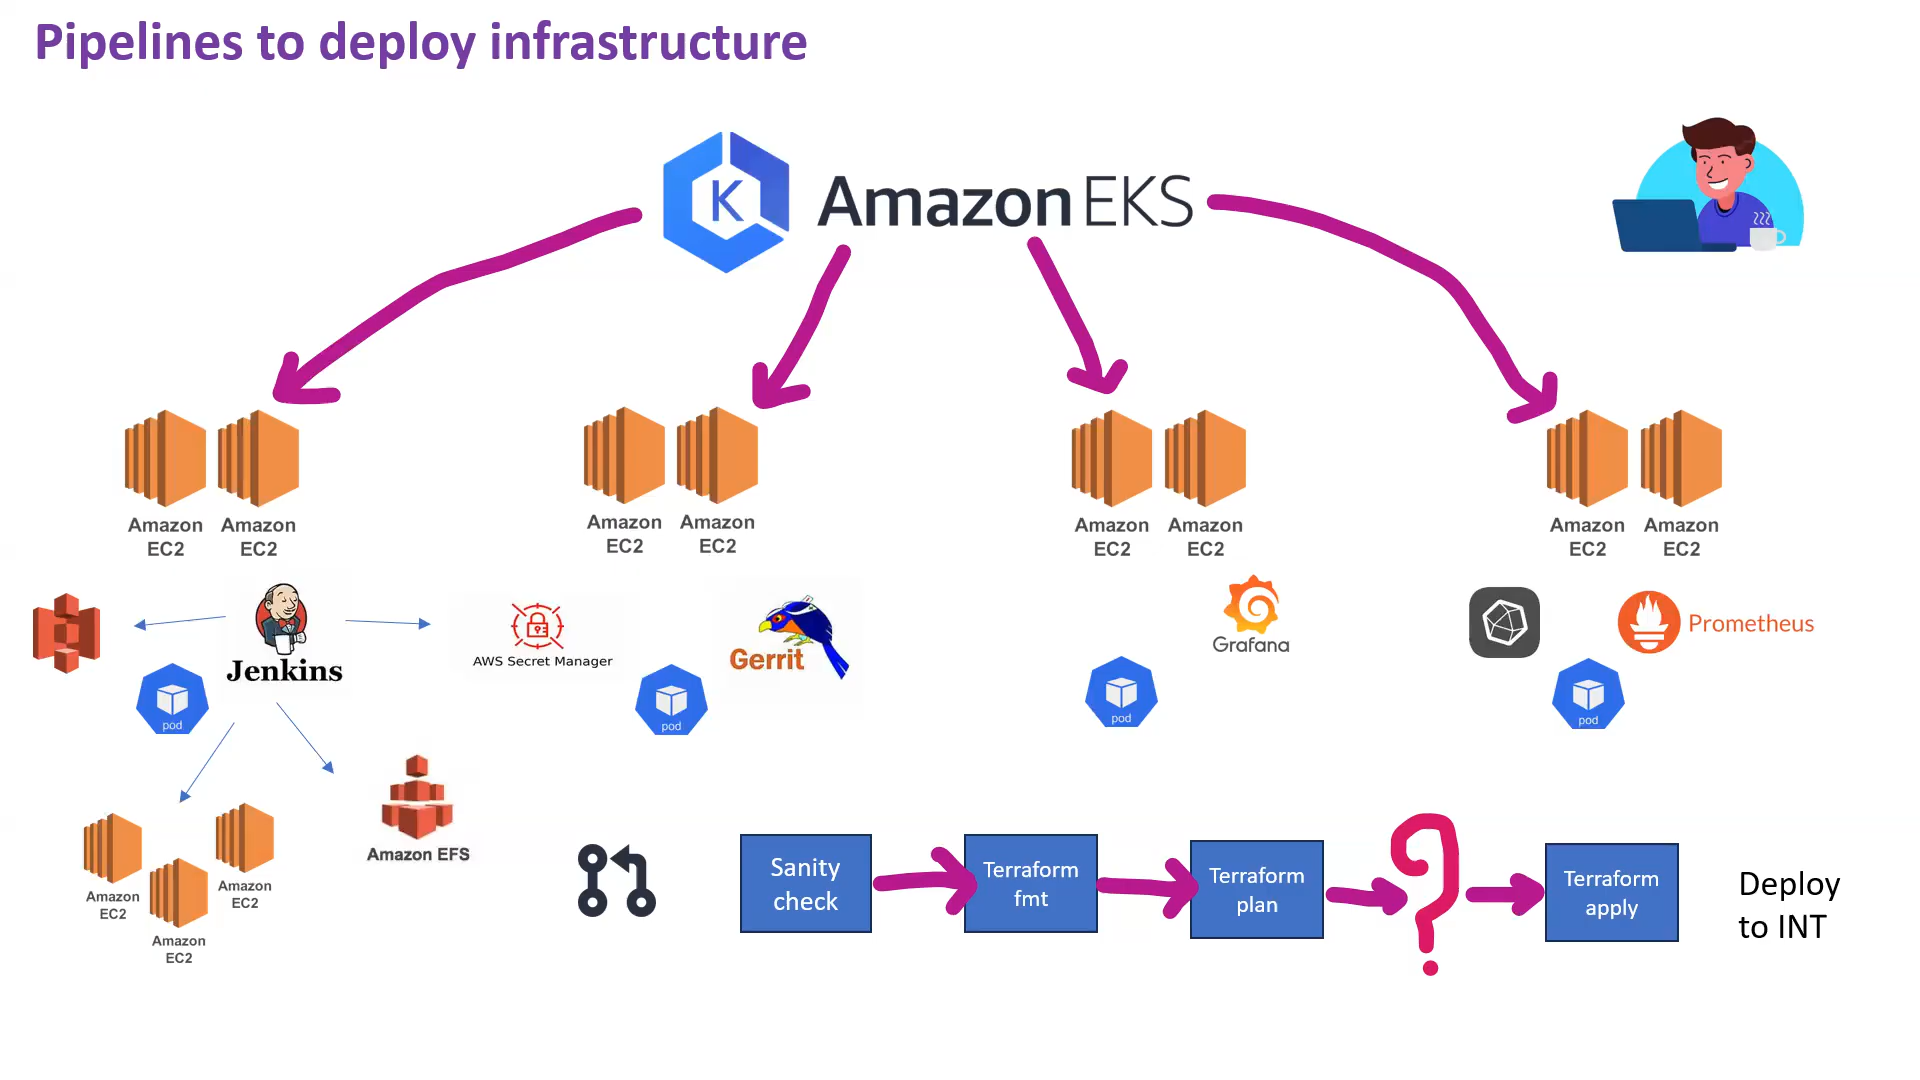 Pipelines to deploy infrastructure
K
Amazon EKS
Amazon
EC2
Amazon
EC2
Amazon
EC2
Amazon
EC2
Amazon
EC2
Amazon
EC2
Amazon
EC2
Amazon
EC2
Jenkins
pod
AWS Secret Manager
Gerrit
pod
Grafana
pod
Prometheus
pod
Amazon
EC2
Amazon
EC2
Amazon
EC2
Amazon EFS
Sanity
check
Terraform
fmt
Terraform
plan
?
Terraform
apply
Deploy
to INT